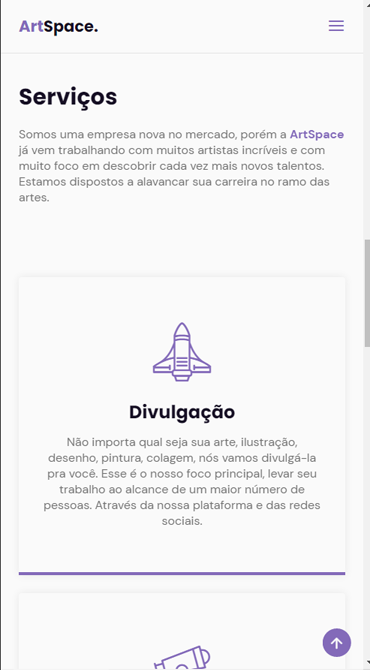 ArtSpace.
Serviços
Somos uma empresa nova no mercado, porém a ArtSpace
já vem trabalhando com muitos artistas incríveis e com
muito foco em descobrir cada vez mais novos talentos.
Estamos dispostos a alavancar sua carreira no ramo das
artes.
Divulgação
Não importa qual seja sua arte, ilustração,
desenho, pintura, colagem, nós vamos divulgá-la
pra você. Esse é o nosso foco principal, levar seu
trabalho ao alcance de um maior número de
pessoas. Através da nossa plataforma e das redes
sociais.